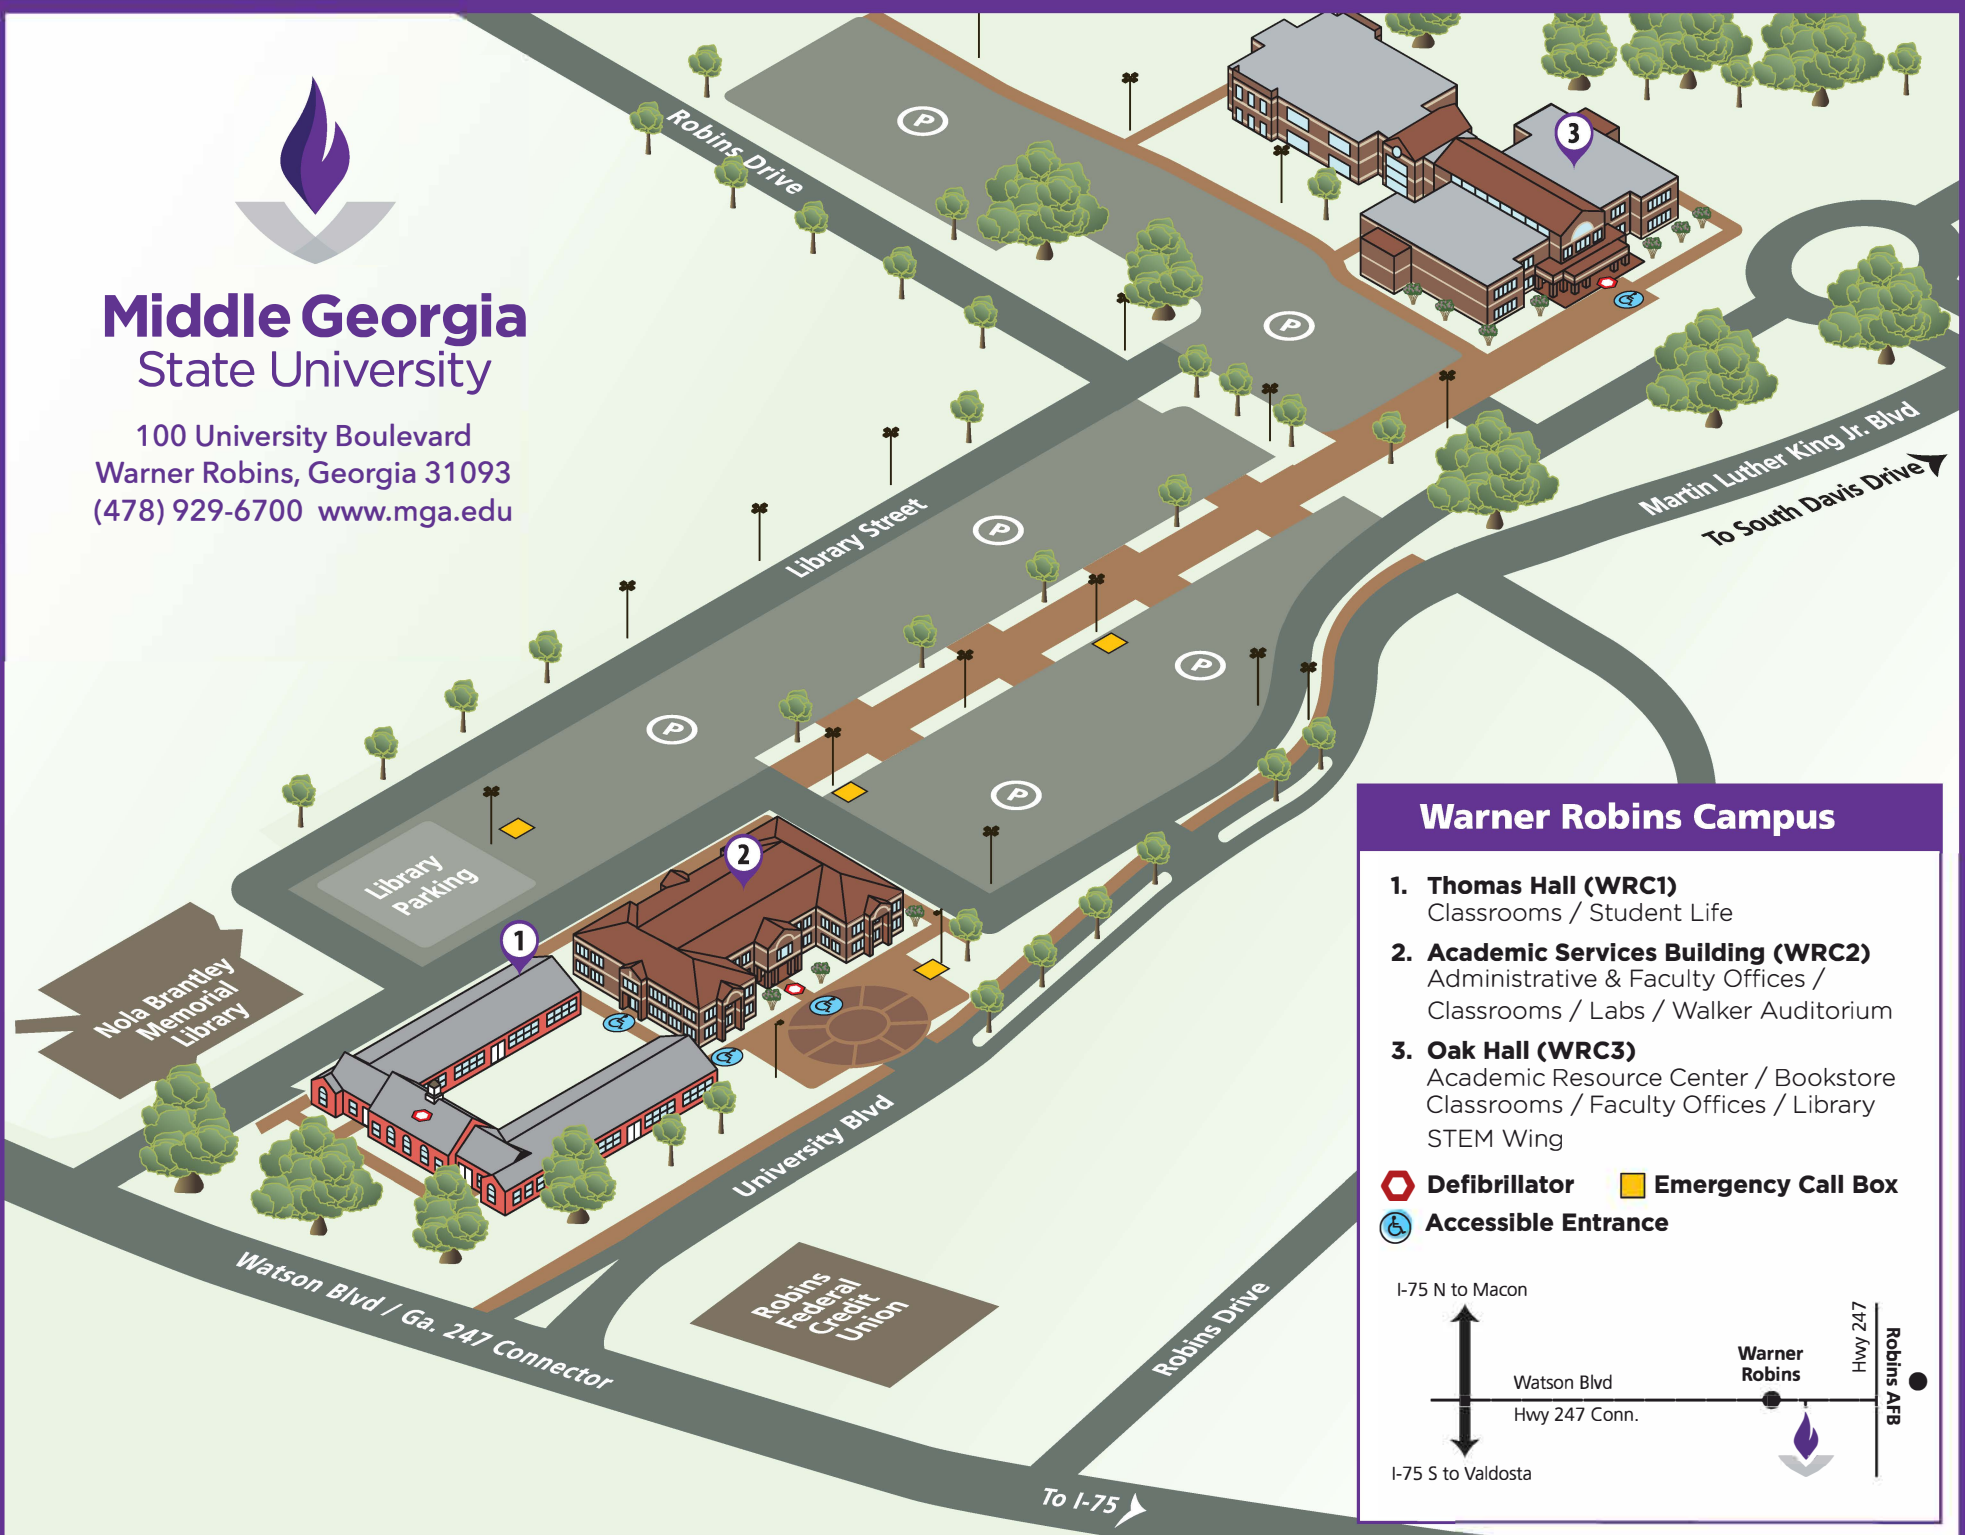 Middle Georgia
State University
100 University Boulevard
Warner Robins, Georgia 31093
(478) 929-6700 www.mga.edu
Robins Drive
P
3
P
Martin Luther King Jr. Blvd
To South Davis Drive
Library Street
P
P
P
P
Library
Parking
2
1
Nola Brantley
Memorial
Library
University Blvd
Watson Blvd / Ga. 247 Connector
Robins
Federal
Credit
Union
Robins Drive
To I-75
Warner Robins Campus
1. Thomas Hall (WRC1)
Classrooms / Student Life
2. Academic Services Building (WRC2)
Administrative & Faculty Offices /
Classrooms / Labs / Walker Auditorium
3. Oak Hall (WRC3)
Academic Resource Center / Bookstore
Classrooms / Faculty Offices / Library
STEM Wing
Defibrillator
Emergency Call Box
Accessible Entrance
I-75 N to Macon
Hwy 247
Robins AFB
Warner
Robins
Watson Blvd
Hwy 247 Conn.
I-75 S to Valdosta